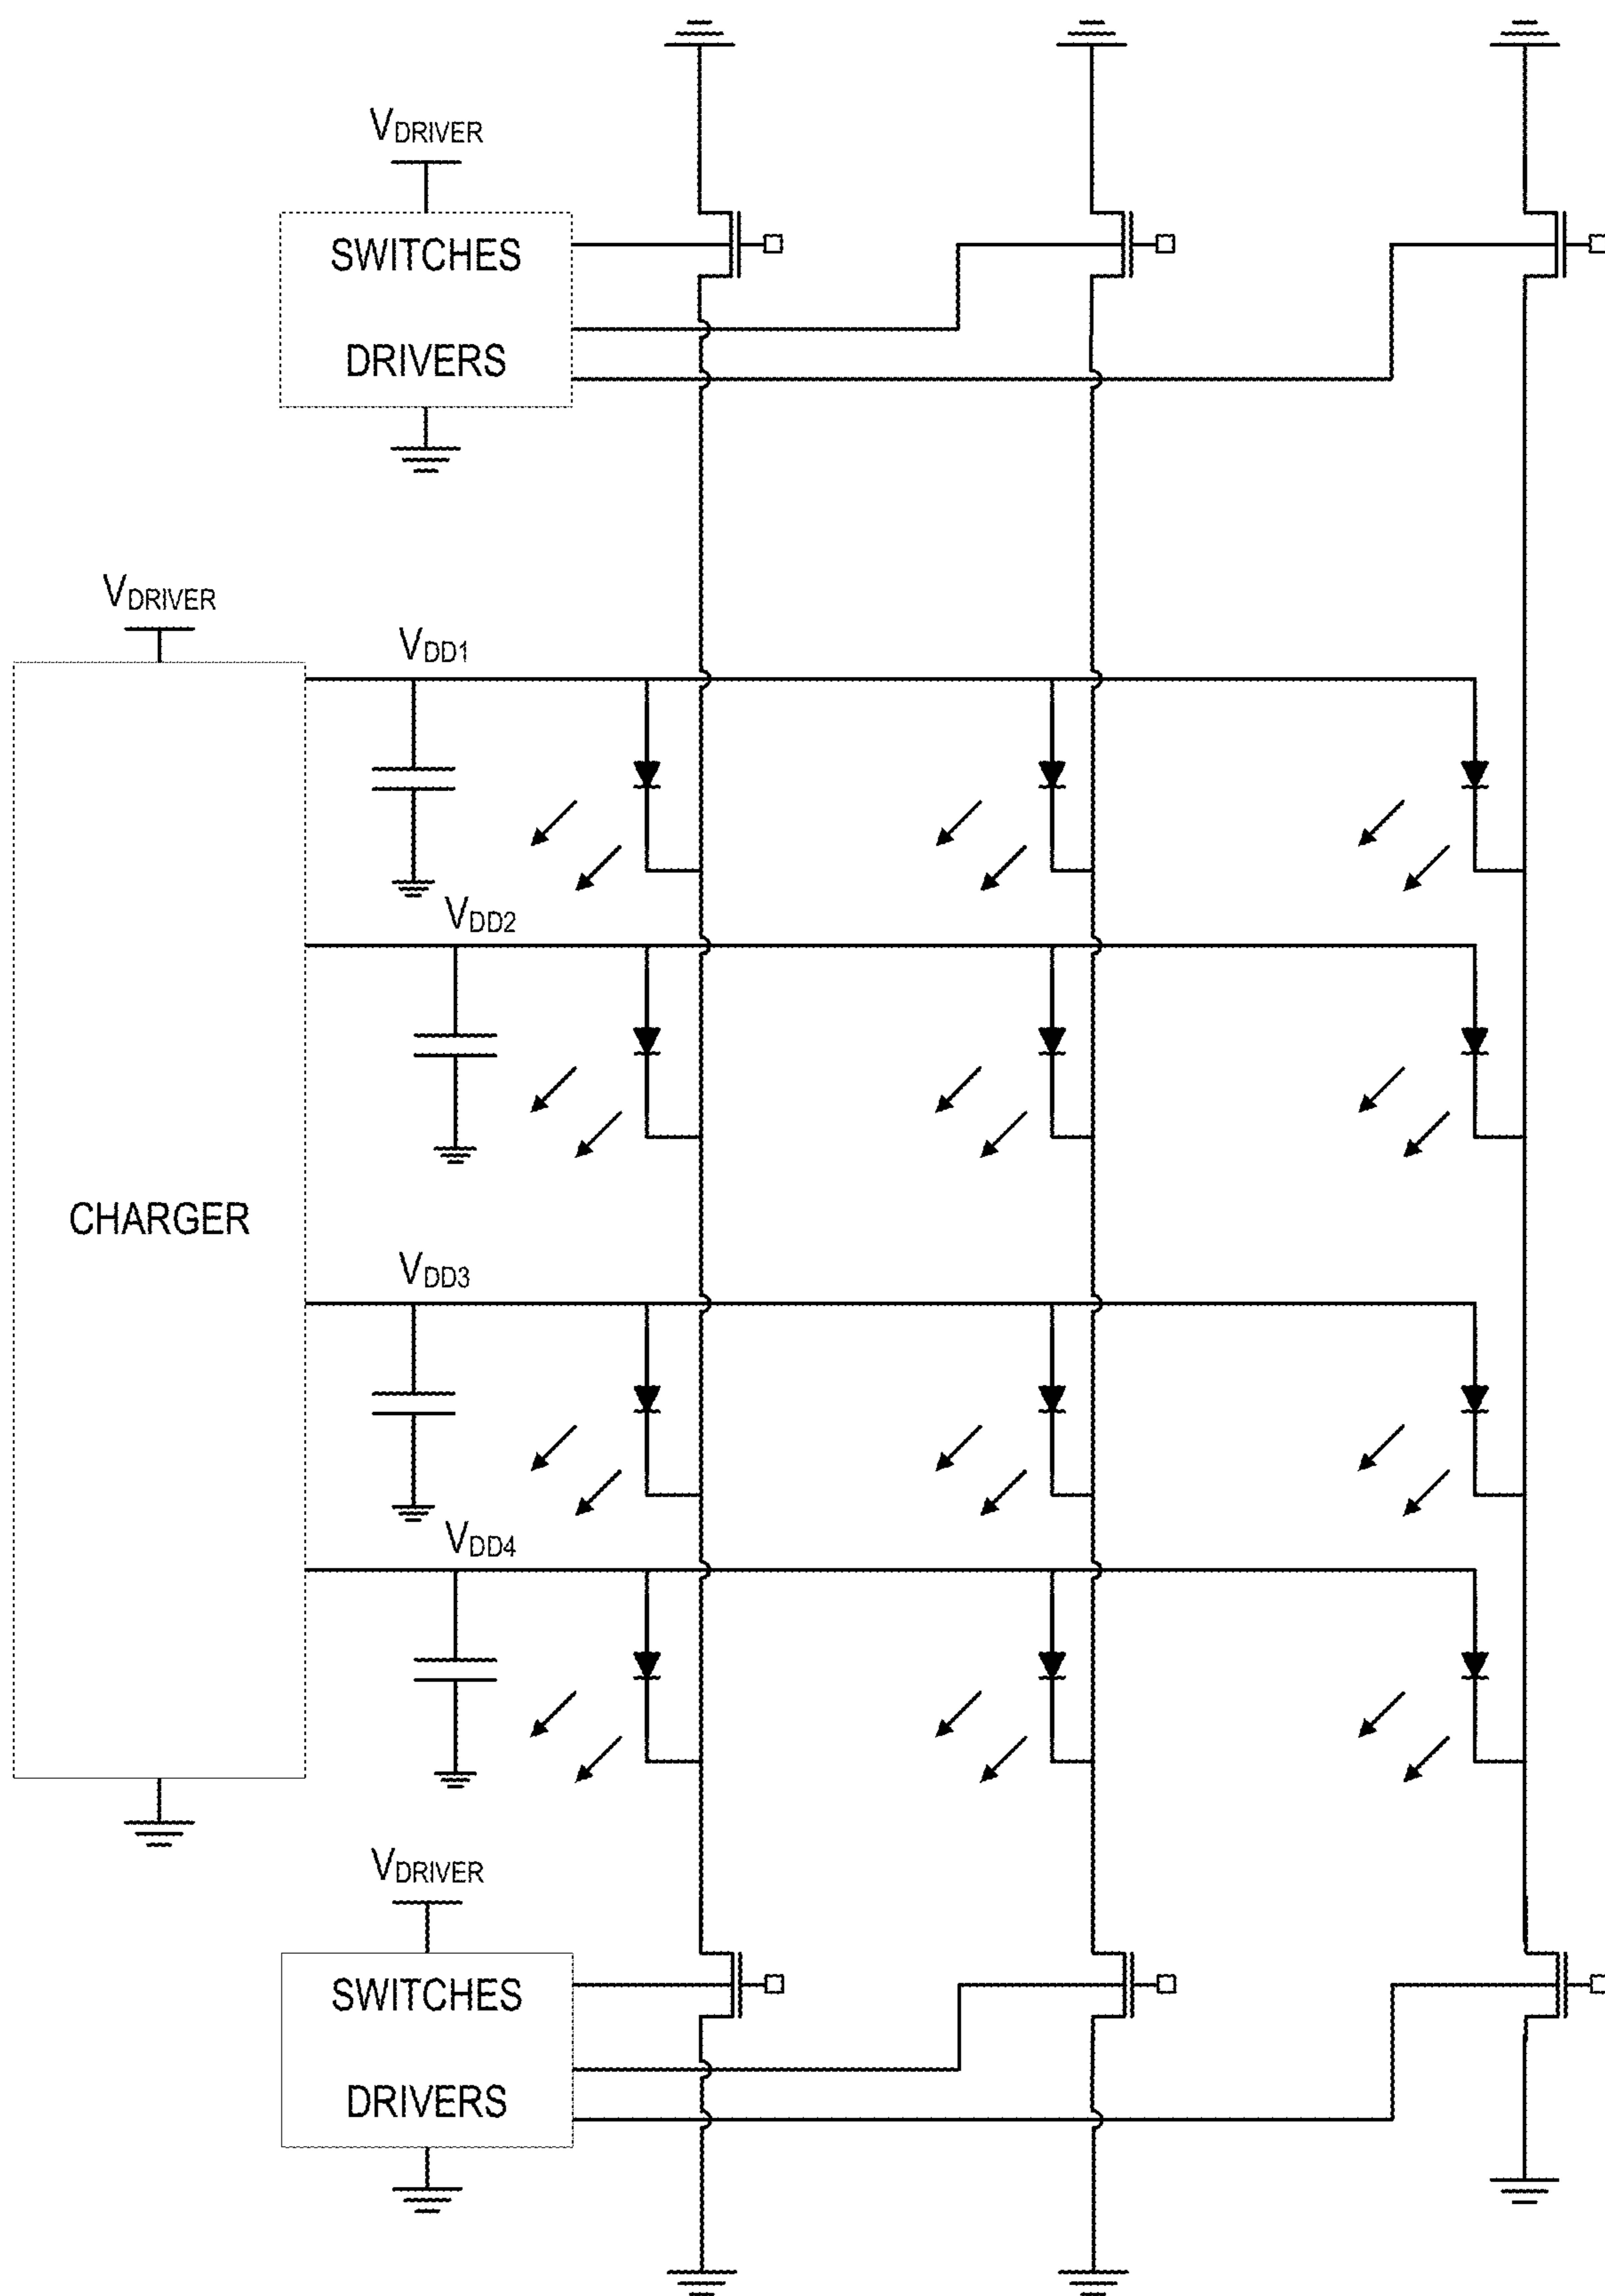 VDRIVER
SWITCHES
DRIVERS
VDRIVER
VDD1
VDD2
CHARGER
VDD3
VDD4
VDRIVER
SWITCHES
DRIVERS